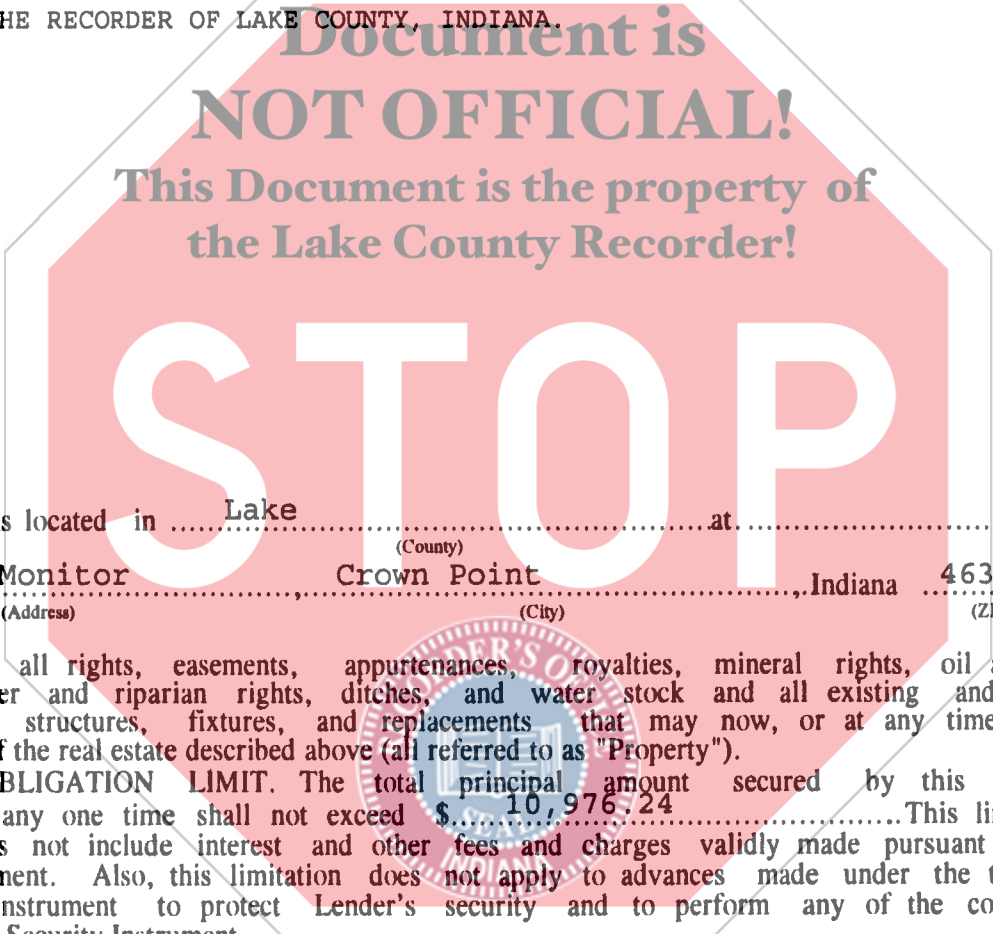 HE RECORDER OF LAKE COUNTY, INDIANA.
Document is
NOT OFFICIAL!
This Document is the property of
the Lake County Recorder!
STOP
s located in ..... Lake ............................................................ at ..............................
(County)
Monitor , Crown Point , Indiana 463
(Address) (City) (ZI
all rights, easements, appurtenances, royalties, mineral rights, oil
er and riparian rights, ditches, and water stock and all existing and
structures, fixtures, and replacements that may now, or at any time
f the real estate described above (all referred to as "Property").
BLIGATION LIMIT. The total principal amount secured by this
any one time shall not exceed $ 10,976.24 This li
s not include interest and other fees and charges validly made pursuant
ment. Also, this limitation does not apply to advances made under the t
nstrument to protect Lender's security and to perform any of the co
Security Instrument
SEAL
INDIANA